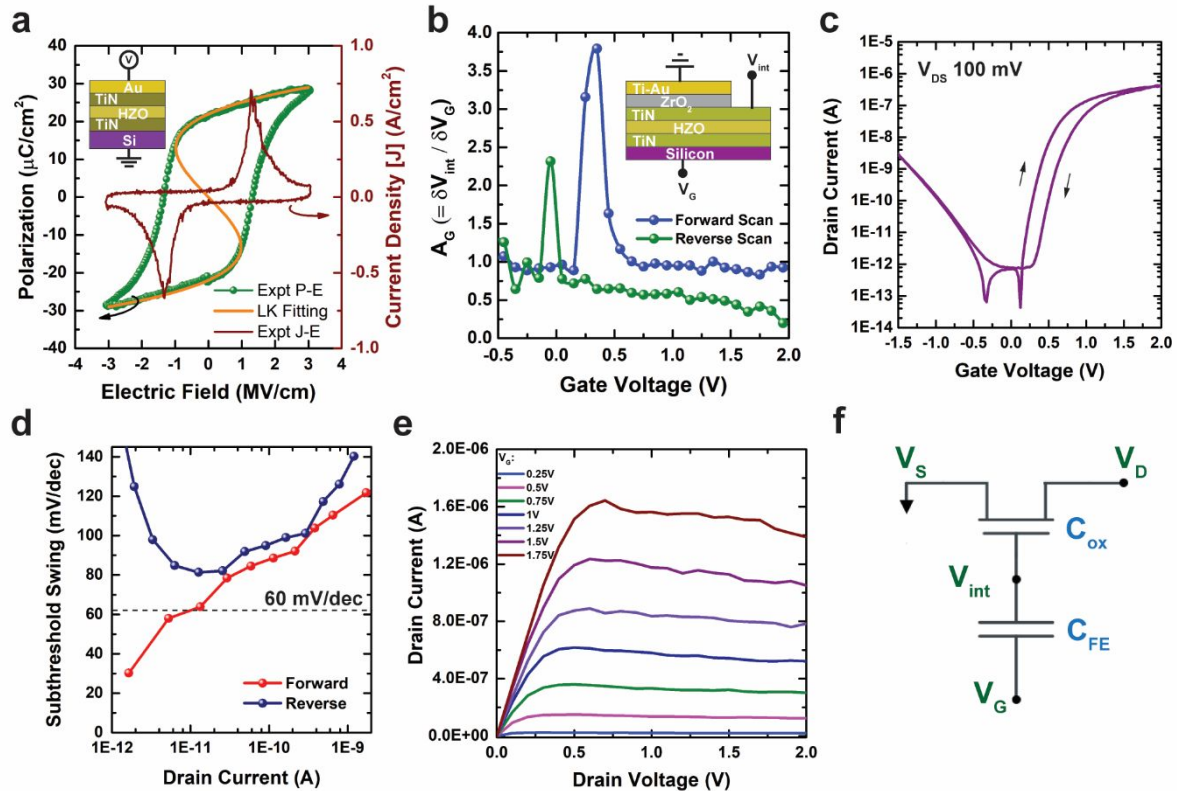 a
Polarization (μC/cm²)
40
30
20
10
0
-10
-20
-30
-40
V
Au
TiN
HZO
TiN
Si
Expt P-E
LK Fitting
Expt J-E
1.0
0.5
0.0
-0.5
-1.0
Current Density [J] (A/cm²)
-4 -3 -2 -1 0 1 2 3 4
Electric Field (MV/cm)
b
A_G (= δV_int / δV_G)
4.0
3.5
3.0
2.5
2.0
1.5
1.0
0.5
0.0
V_int
Ti-Au
ZrO₂
TiN
HZO
TiN
Silicon
V_G
Forward Scan
Reverse Scan
-0.5 0.0 0.5 1.0 1.5 2.0
Gate Voltage (V)
c
Drain Current (A)
1E-5
1E-6
1E-7
1E-8
1E-9
1E-10
1E-11
1E-12
1E-13
1E-14
V_DS 100 mV
-1.5 -1.0 -0.5 0.0 0.5 1.0 1.5 2.0
Gate Voltage (V)
d
Subthreshold Swing (mV/dec)
140
120
100
80
60
40
20
0
60 mV/dec
Forward
Reverse
1E-12 1E-11 1E-10 1E-9
Drain Current (A)
e
Drain Current (A)
2.0E-06
1.6E-06
1.2E-06
8.0E-07
4.0E-07
0.0E+00
V_G:
0.25V
0.5V
0.75V
1V
1.25V
1.5V
1.75V
0.0 0.5 1.0 1.5 2.0
Drain Voltage (V)
f
V_S
V_D
C_ox
V_int
C_FE
V_G